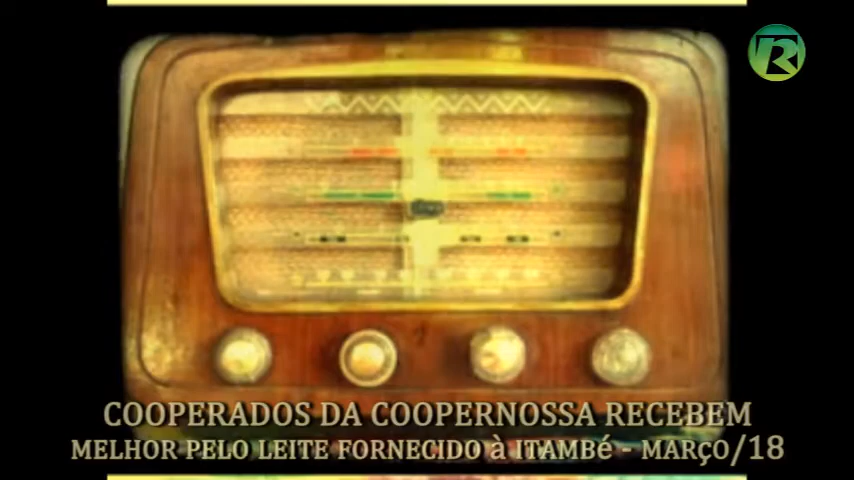 R
COOPERADOS DA COOPERNOSSA RECEBEM
MELHOR PELO LEITE FORNECIDO à ITAMBé - MARÇO/18